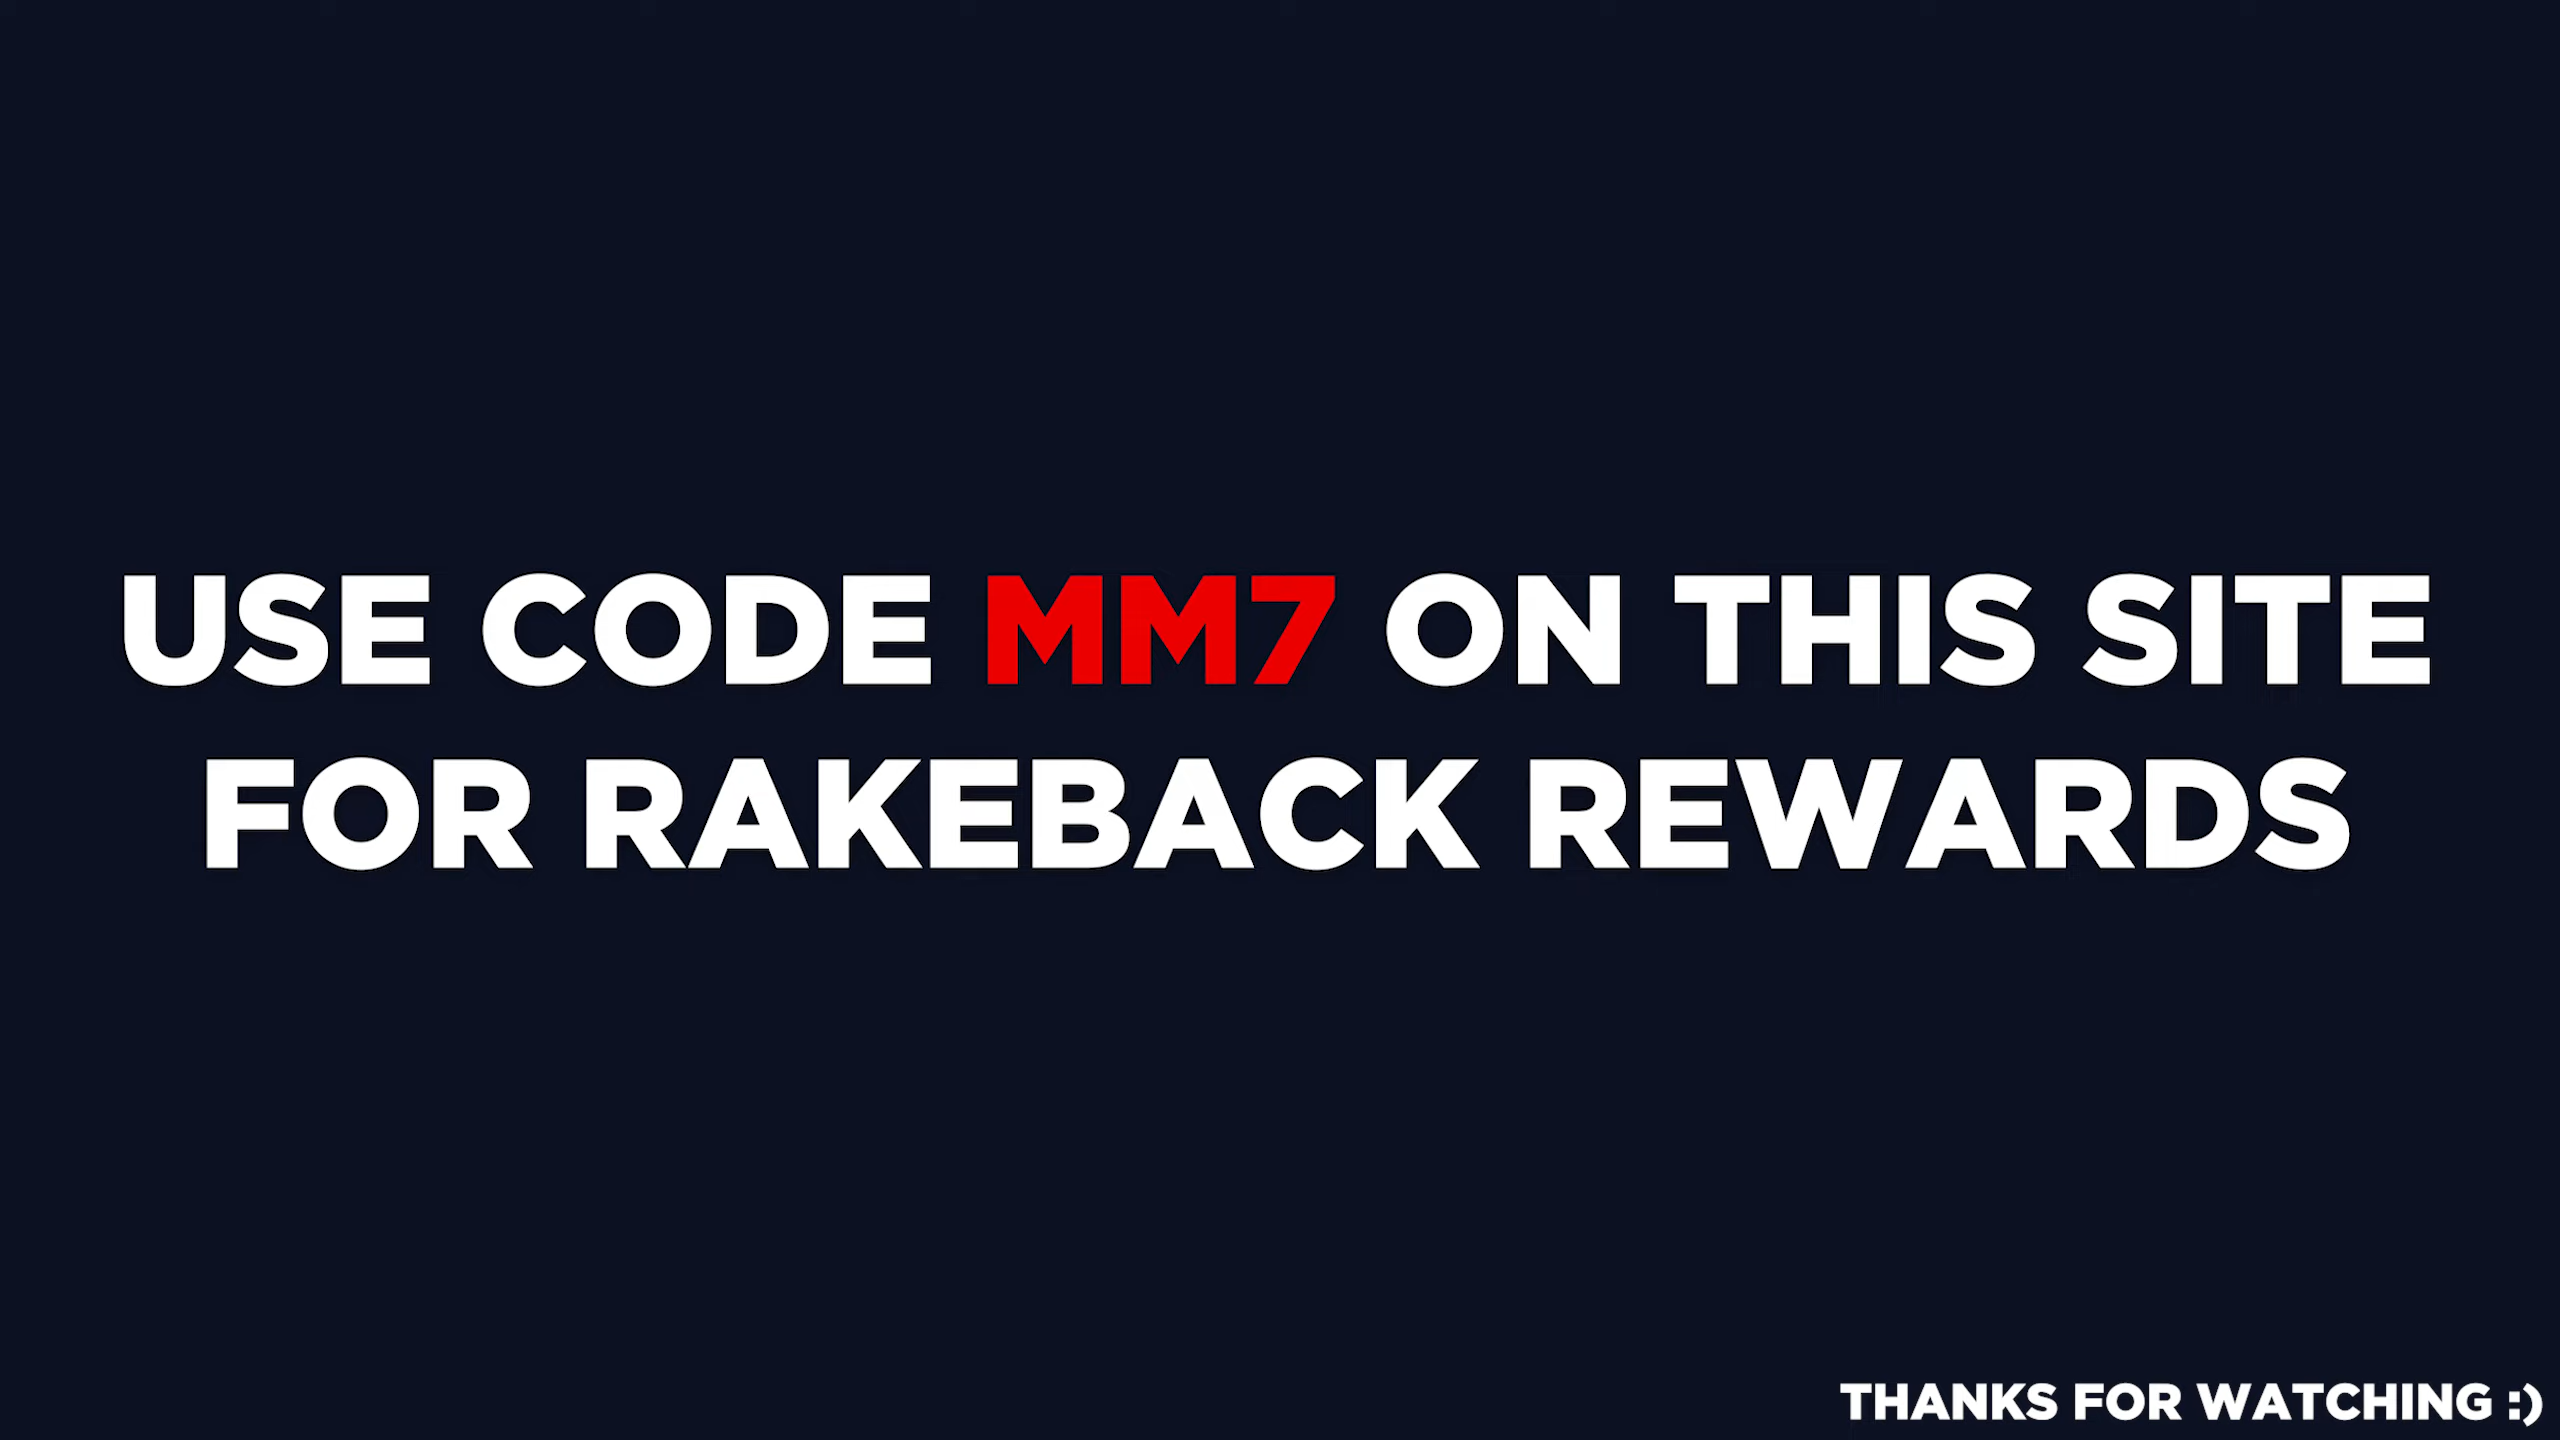 USE CODE MM7 ON THIS SITE
FOR RAKEBACK REWARDS
THANKS FOR WATCHING :)